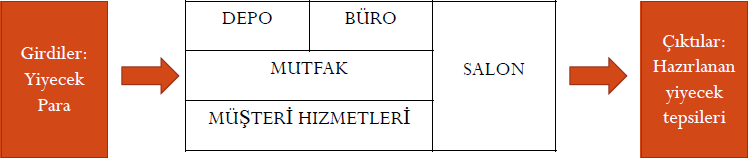 Girdiler:
Yiyecek
Para
DEPO
BÜRO
MUTFAK
MÜŞTERİ HIZMETLERİ
SALON
Çıktılar:
Hazırlanan
yiyecek
tepsileri